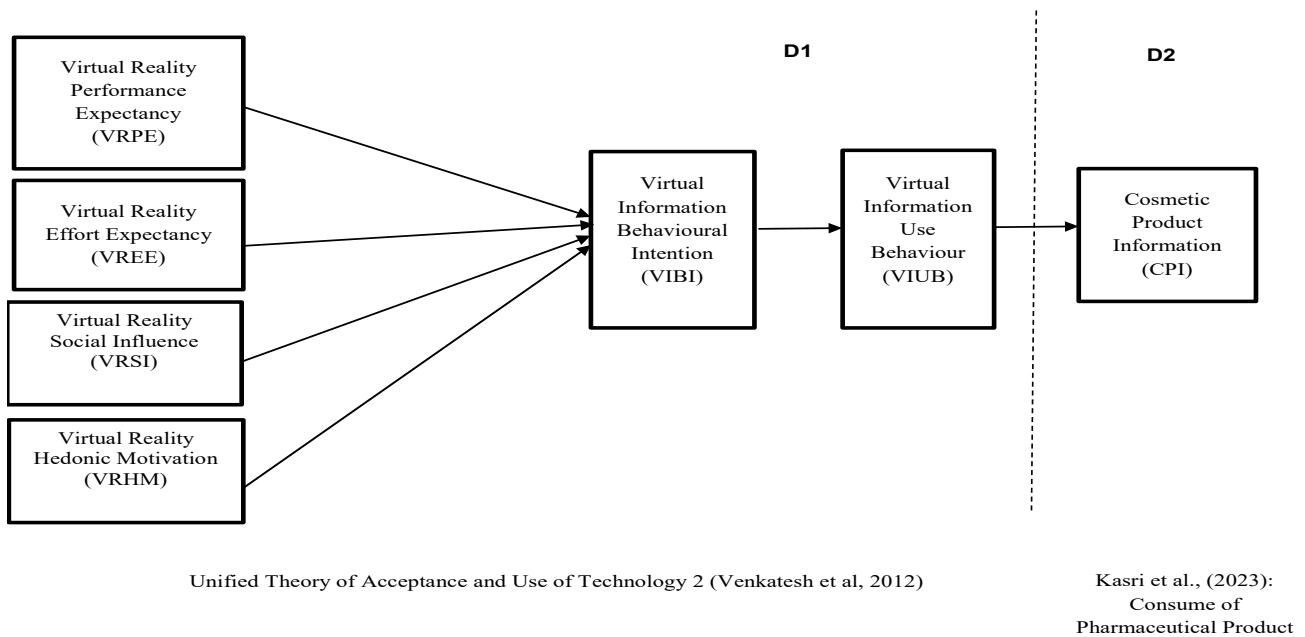 Virtual Reality
Performance
Expectancy
(VRPE)
Virtual Reality
Effort Expectancy
(VREE)
Virtual Reality
Social Influence
(VRSI)
Virtual Reality
Hedonic Motivation
(VRHM)
D1
Virtual
Information
Behavioural
Intention
(VIBI)
Virtual
Information
Use
Behaviour
(VIUB)
D2
Cosmetic
Product
Information
(CPI)
Unified Theory of Acceptance and Use of Technology 2 (Venkatesh et al, 2012)
Kasri et al., (2023):
Consume of
Pharmaceutical Product